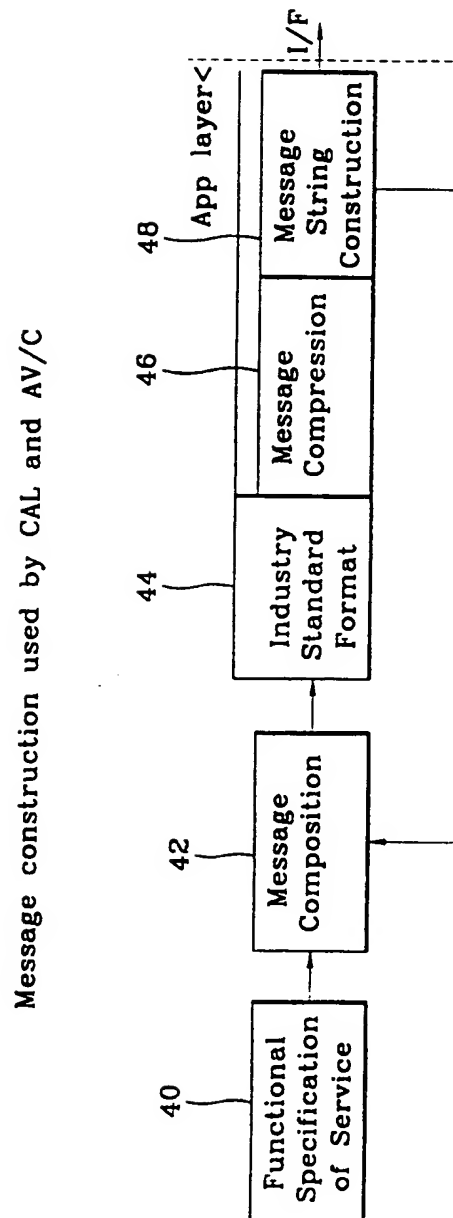 Message construction used by CAL and AV/C
40
42
44
46
48
App layer<
Functional
Specification
of Service
Message
Composition
Industry
Standard
Format
Message
Compression
Message
String
Construction
I/F